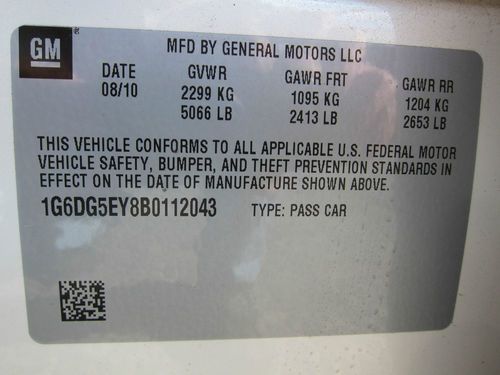 GM
MFD BY GENERAL MOTORS LLC
DATE GVWR GAWR FRT GAWR RR
08/10 2299 KG 1095 KG 1204 KG
5066 LB 2413 LB 2653 LB
THIS VEHICLE CONFORMS TO ALL APPLICABLE U.S. FEDERAL MOTOR
VEHICLE SAFETY, BUMPER, AND THEFT PREVENTION STANDARDS IN
EFFECT ON THE DATE OF MANUFACTURE SHOWN ABOVE.
1G6DG5EY8B0112043 TYPE: PASS CAR